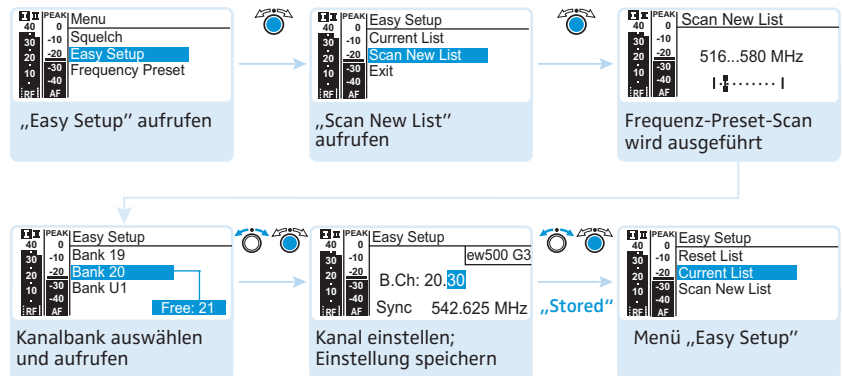 I II PEAK Menu
40 0
30 -10 Squelch
20 -20 Easy Setup
10 -30 Frequency Preset
-40
RF AF
„Easy Setup“ aufrufen
I II PEAK Easy Setup
40 0
30 -10 Current List
20 -20 Scan New List
10 -30 Exit
-40
RF AF
„Scan New List“
aufrufen
I II PEAK Scan New List
40 0
30 -10
20 -20 516...580 MHz
10 -30
-40
RF AF
Frequenz-Preset-Scan
wird ausgeführt
I II PEAK Easy Setup
40 0
30 -10 Bank 19
20 -20 Bank 20
10 -30 Bank U1
-40
RF AF Free: 21
Kanalbank auswählen
und aufrufen
I II PEAK Easy Setup
40 0
30 -10 ew500 G3
20 -20 B.Ch: 20.30
10 -30
-40 Sync 542.625 MHz
RF AF
Kanal einstellen;
Einstellung speichern
„Stored“
I II PEAK Easy Setup
40 0
30 -10 Reset List
20 -20 Current List
10 -30 Scan New List
-40
RF AF
Menü „Easy Setup“